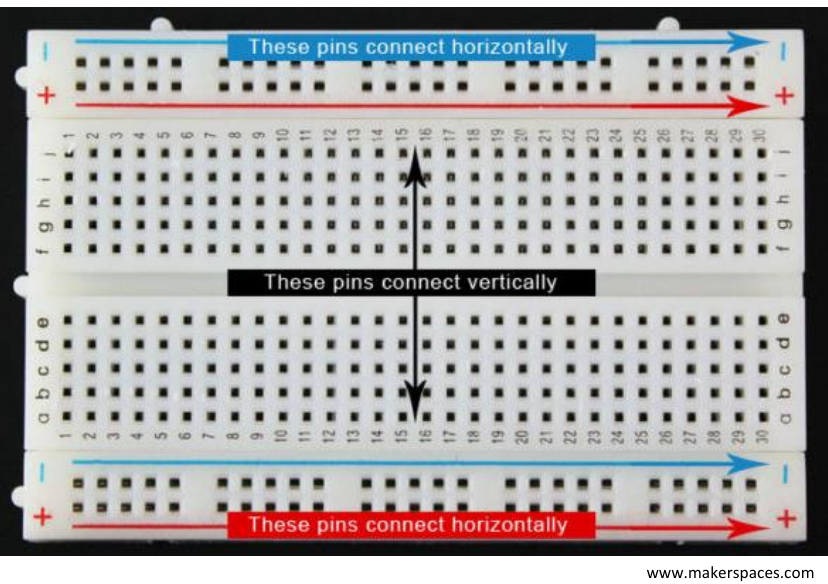 − These pins connect horizontally −
+ +
1 2 3 4 5 6 7 8 9 10 11 12 13 14 15 16 17 18 19 20 21 22 23 24 25 26 27 28 29 30
j j
i i
h h
g g
f f
These pins connect vertically
e e
d d
c c
b b
a a
1 2 3 4 5 6 7 8 9 10 11 12 13 14 15 16 17 18 19 20 21 22 23 24 25 26 27 28 29 30
− −
+ These pins connect horizontally +
www.makerspaces.com